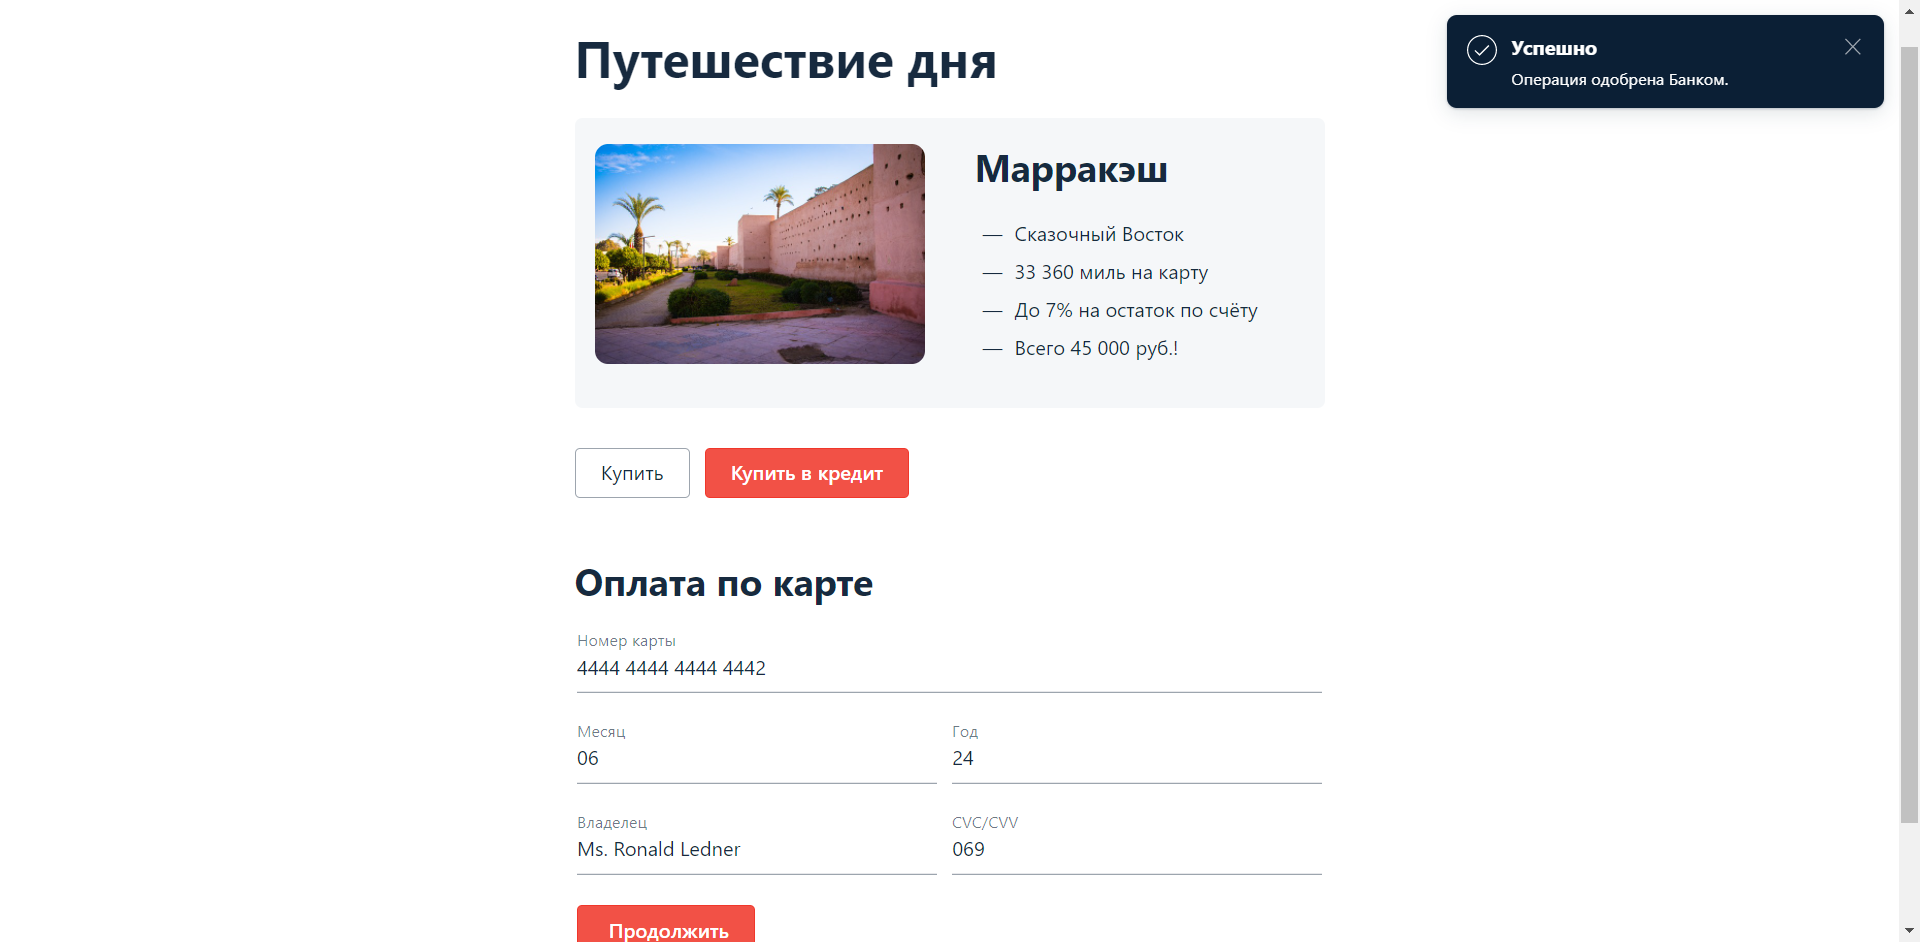 Путешествие дня
Успешно
Операция одобрена Банком.
Марракэш
— Сказочный Восток
— 33 360 миль на карту
— До 7% на остаток по счёту
— Всего 45 000 руб.!
Купить
Купить в кредит
Оплата по карте
Номер карты
4444 4444 4444 4442
Месяц
Год
06
24
Владелец
CVC/CVV
Ms. Ronald Ledner
069
Продолжить